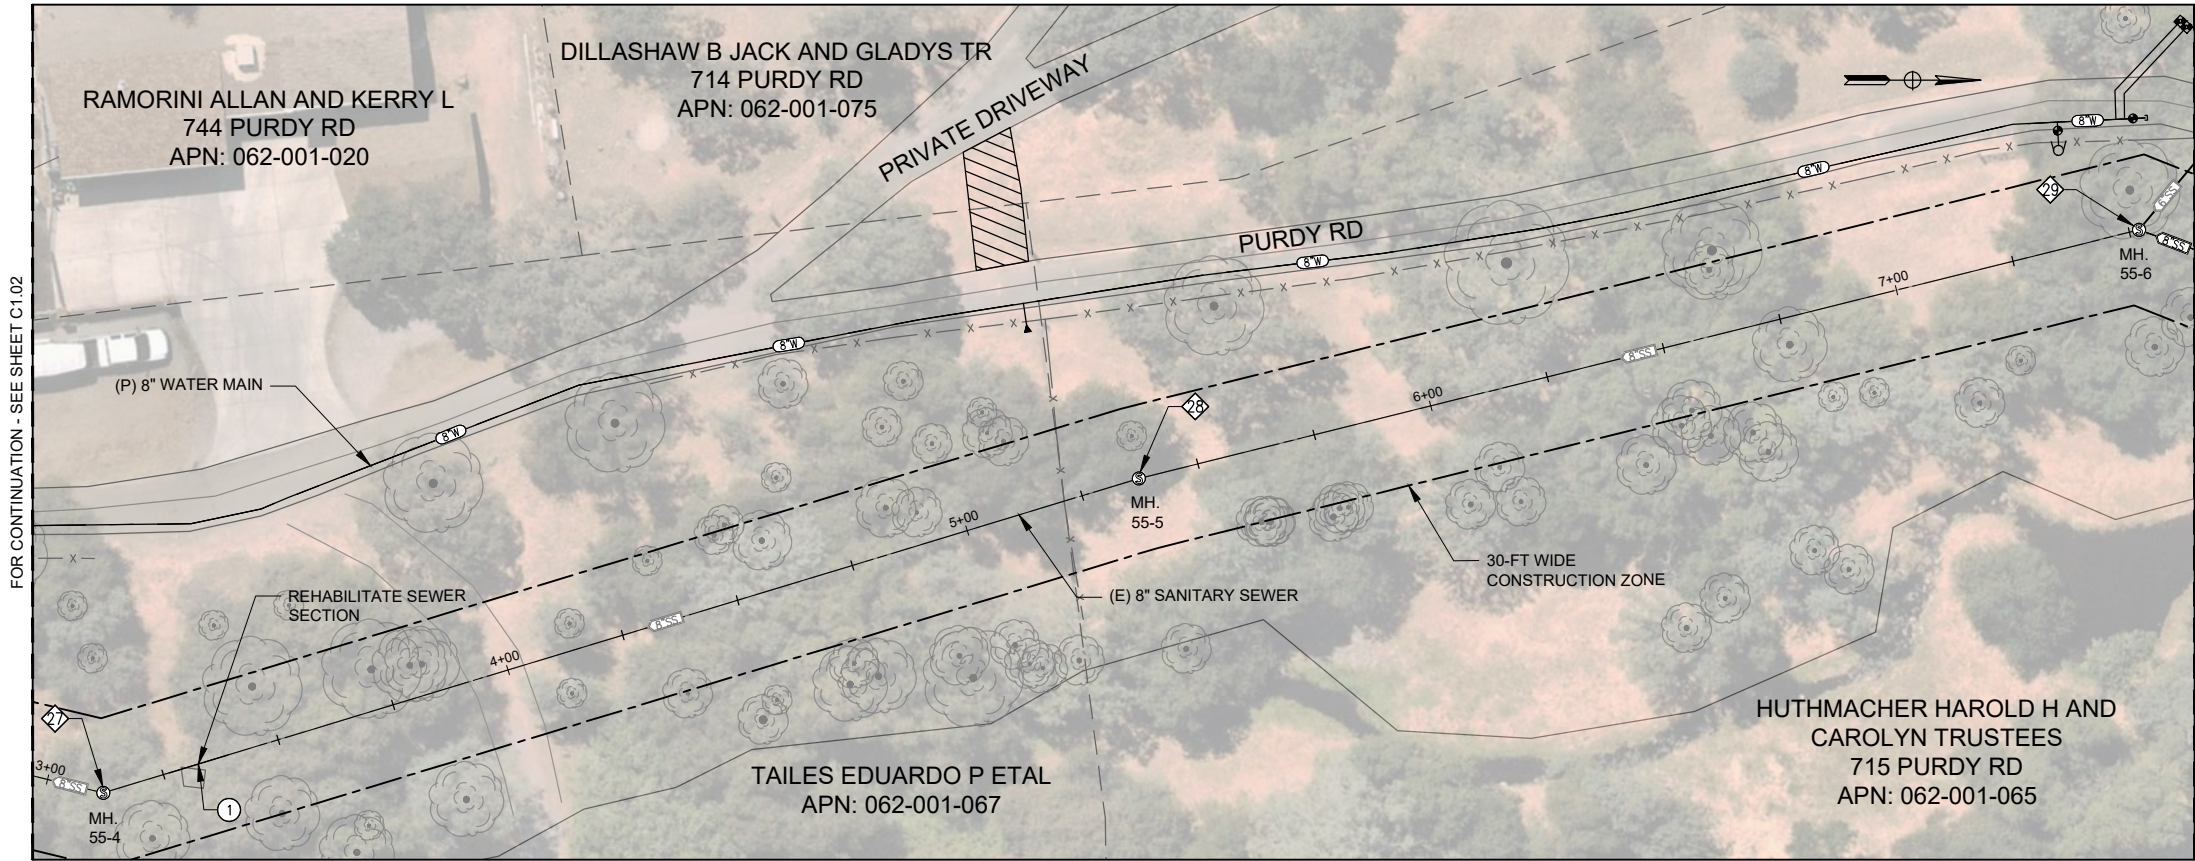 RAMORINI ALLAN AND KERRY L
744 PURDY RD
APN: 062-001-020
DILLASHAW B JACK AND GLADYS TR
714 PURDY RD
APN: 062-001-075
PRIVATE DRIVEWAY
PURDY RD
8"W
8"W
8"W
8"W
8"W
29
6"SS
8"SS
MH.
55-6
7+00
8"SS
6+00
28
MH.
55-5
5+00
(P) 8" WATER MAIN
FOR CONTINUATION - SEE SHEET C1.02
30-FT WIDE
CONSTRUCTION ZONE
(E) 8" SANITARY SEWER
REHABILITATE SEWER
SECTION
8"SS
4+00
27
3+00
8"SS
MH.
55-4
1
TAILES EDUARDO P ETAL
APN: 062-001-067
HUTHMACHER HAROLD H AND
CAROLYN TRUSTEES
715 PURDY RD
APN: 062-001-065